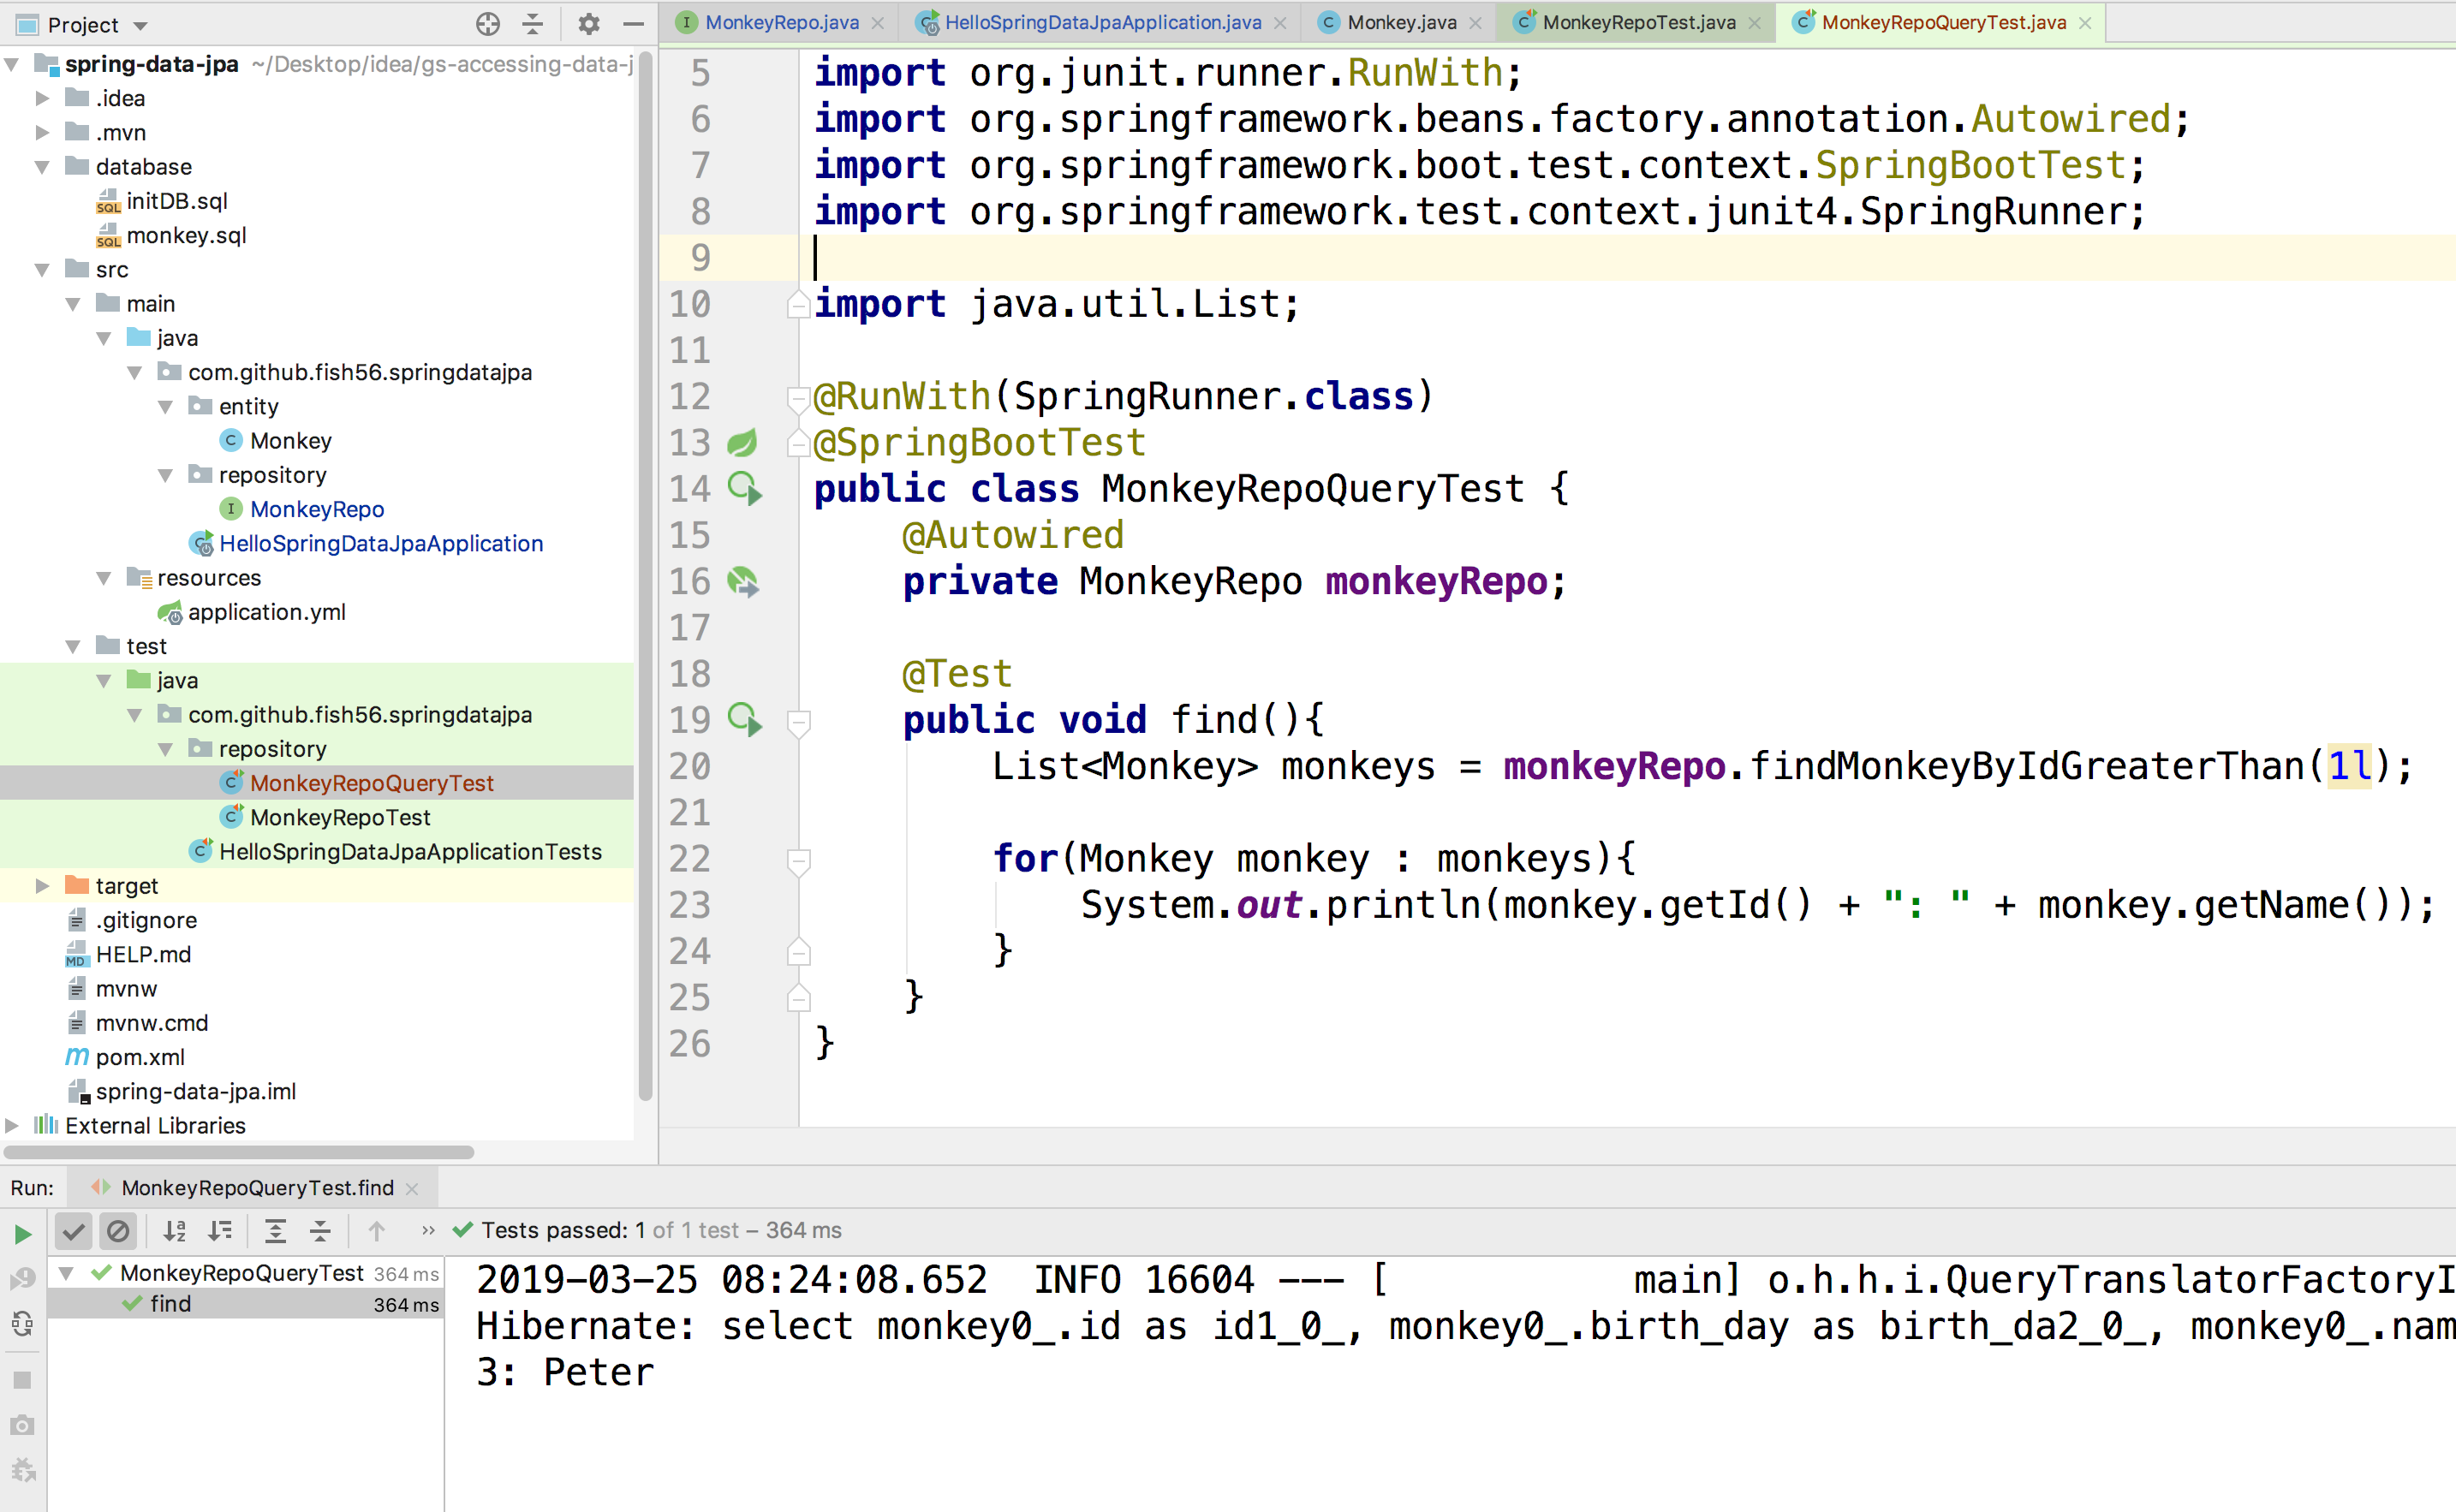 Project
spring-data-jpa ~/Desktop/idea/gs-accessing-data-j
.idea
.mvn
database
SQL initDB.sql
SQL monkey.sql
src
main
java
com.github.fish56.springdatajpa
entity
C Monkey
repository
I MonkeyRepo
C HelloSpringDataJpaApplication
resources
application.yml
test
java
com.github.fish56.springdatajpa
repository
C MonkeyRepoQueryTest
C MonkeyRepoTest
C HelloSpringDataJpaApplicationTests
target
.gitignore
MD HELP.md
mvnw
mvnw.cmd
m pom.xml
spring-data-jpa.iml
External Libraries
I MonkeyRepo.java C HelloSpringDataJpaApplication.java C Monkey.java C MonkeyRepoTest.java C MonkeyRepoQueryTest.java
5 import org.junit.runner.RunWith;
6 import org.springframework.beans.factory.annotation.Autowired;
7 import org.springframework.boot.test.context.SpringBootTest;
8 import org.springframework.test.context.junit4.SpringRunner;
9
10 import java.util.List;
11
12 @RunWith(SpringRunner.class)
13 @SpringBootTest
14 public class MonkeyRepoQueryTest {
15 @Autowired
16 private MonkeyRepo monkeyRepo;
17
18 @Test
19 public void find(){
20 List<Monkey> monkeys = monkeyRepo.findMonkeyByIdGreaterThan(1l);
21
22 for(Monkey monkey : monkeys){
23 System.out.println(monkey.getId() + ": " + monkey.getName());
24 }
25 }
26 }
Run: MonkeyRepoQueryTest.find
Tests passed: 1 of 1 test – 364 ms
MonkeyRepoQueryTest 364 ms
find 364 ms
2019-03-25 08:24:08.652 INFO 16604 --- [ main] o.h.h.i.QueryTranslatorFactoryI
Hibernate: select monkey0_.id as id1_0_, monkey0_.birth_day as birth_da2_0_, monkey0_.nam
3: Peter